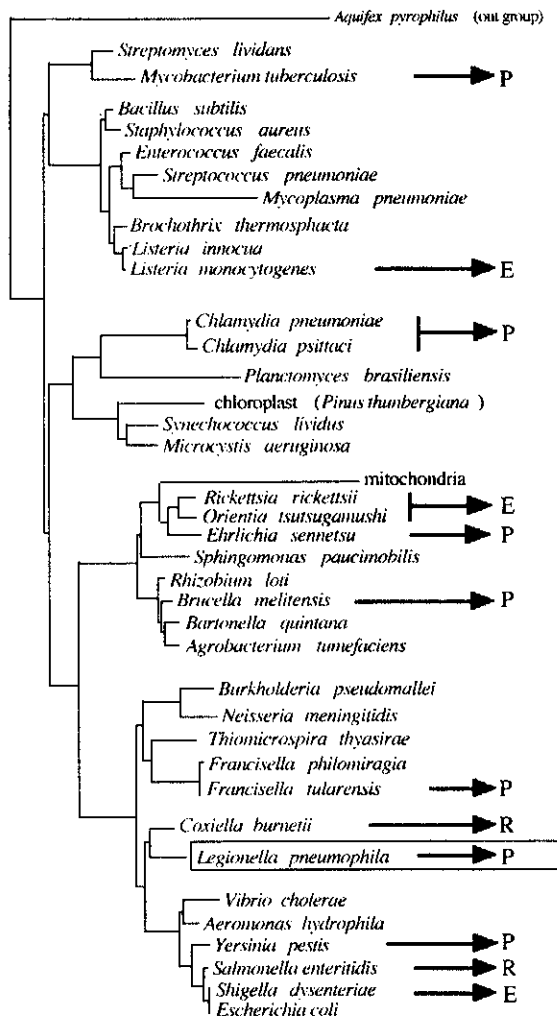 Aquifex pyrophilus (out group)
Streptomyces lividans
Mycobacterium tuberculosis P
Bacillus subtilis
Staphylococcus aureus
Enterococcus faecalis
Streptococcus pneumoniae
Mycoplasma pneumoniae
Brochothrix thermosphacta
Listeria innocua
Listeria monocytogenes E
Chlamydia pneumoniae
P
Chlamydia psittaci
Planctomyces brasiliensis
chloroplast (Pinus thunbergiana)
Synechococcus lividus
Microcystis aeruginosa
mitochondria
Rickettsia rickettsii
E
Orientia tsutsugamushi
Ehrlichia sennetsu P
Sphingomonas paucimobilis
Rhizobium loti
Brucella melitensis P
Bartonella quintana
Agrobacterium tumefaciens
Burkholderia pseudomallei
Neisseria meningitidis
Thiomicrospira thyasirae
Francisella philomiragia
Francisella tularensis P
Coxiella burnetii R
Legionella pneumophila P
Vibrio cholerae
Aeromonas hydrophila
Yersinia pestis P
Salmonella enteritidis R
Shigella dysenteriae E
Escherichia coli